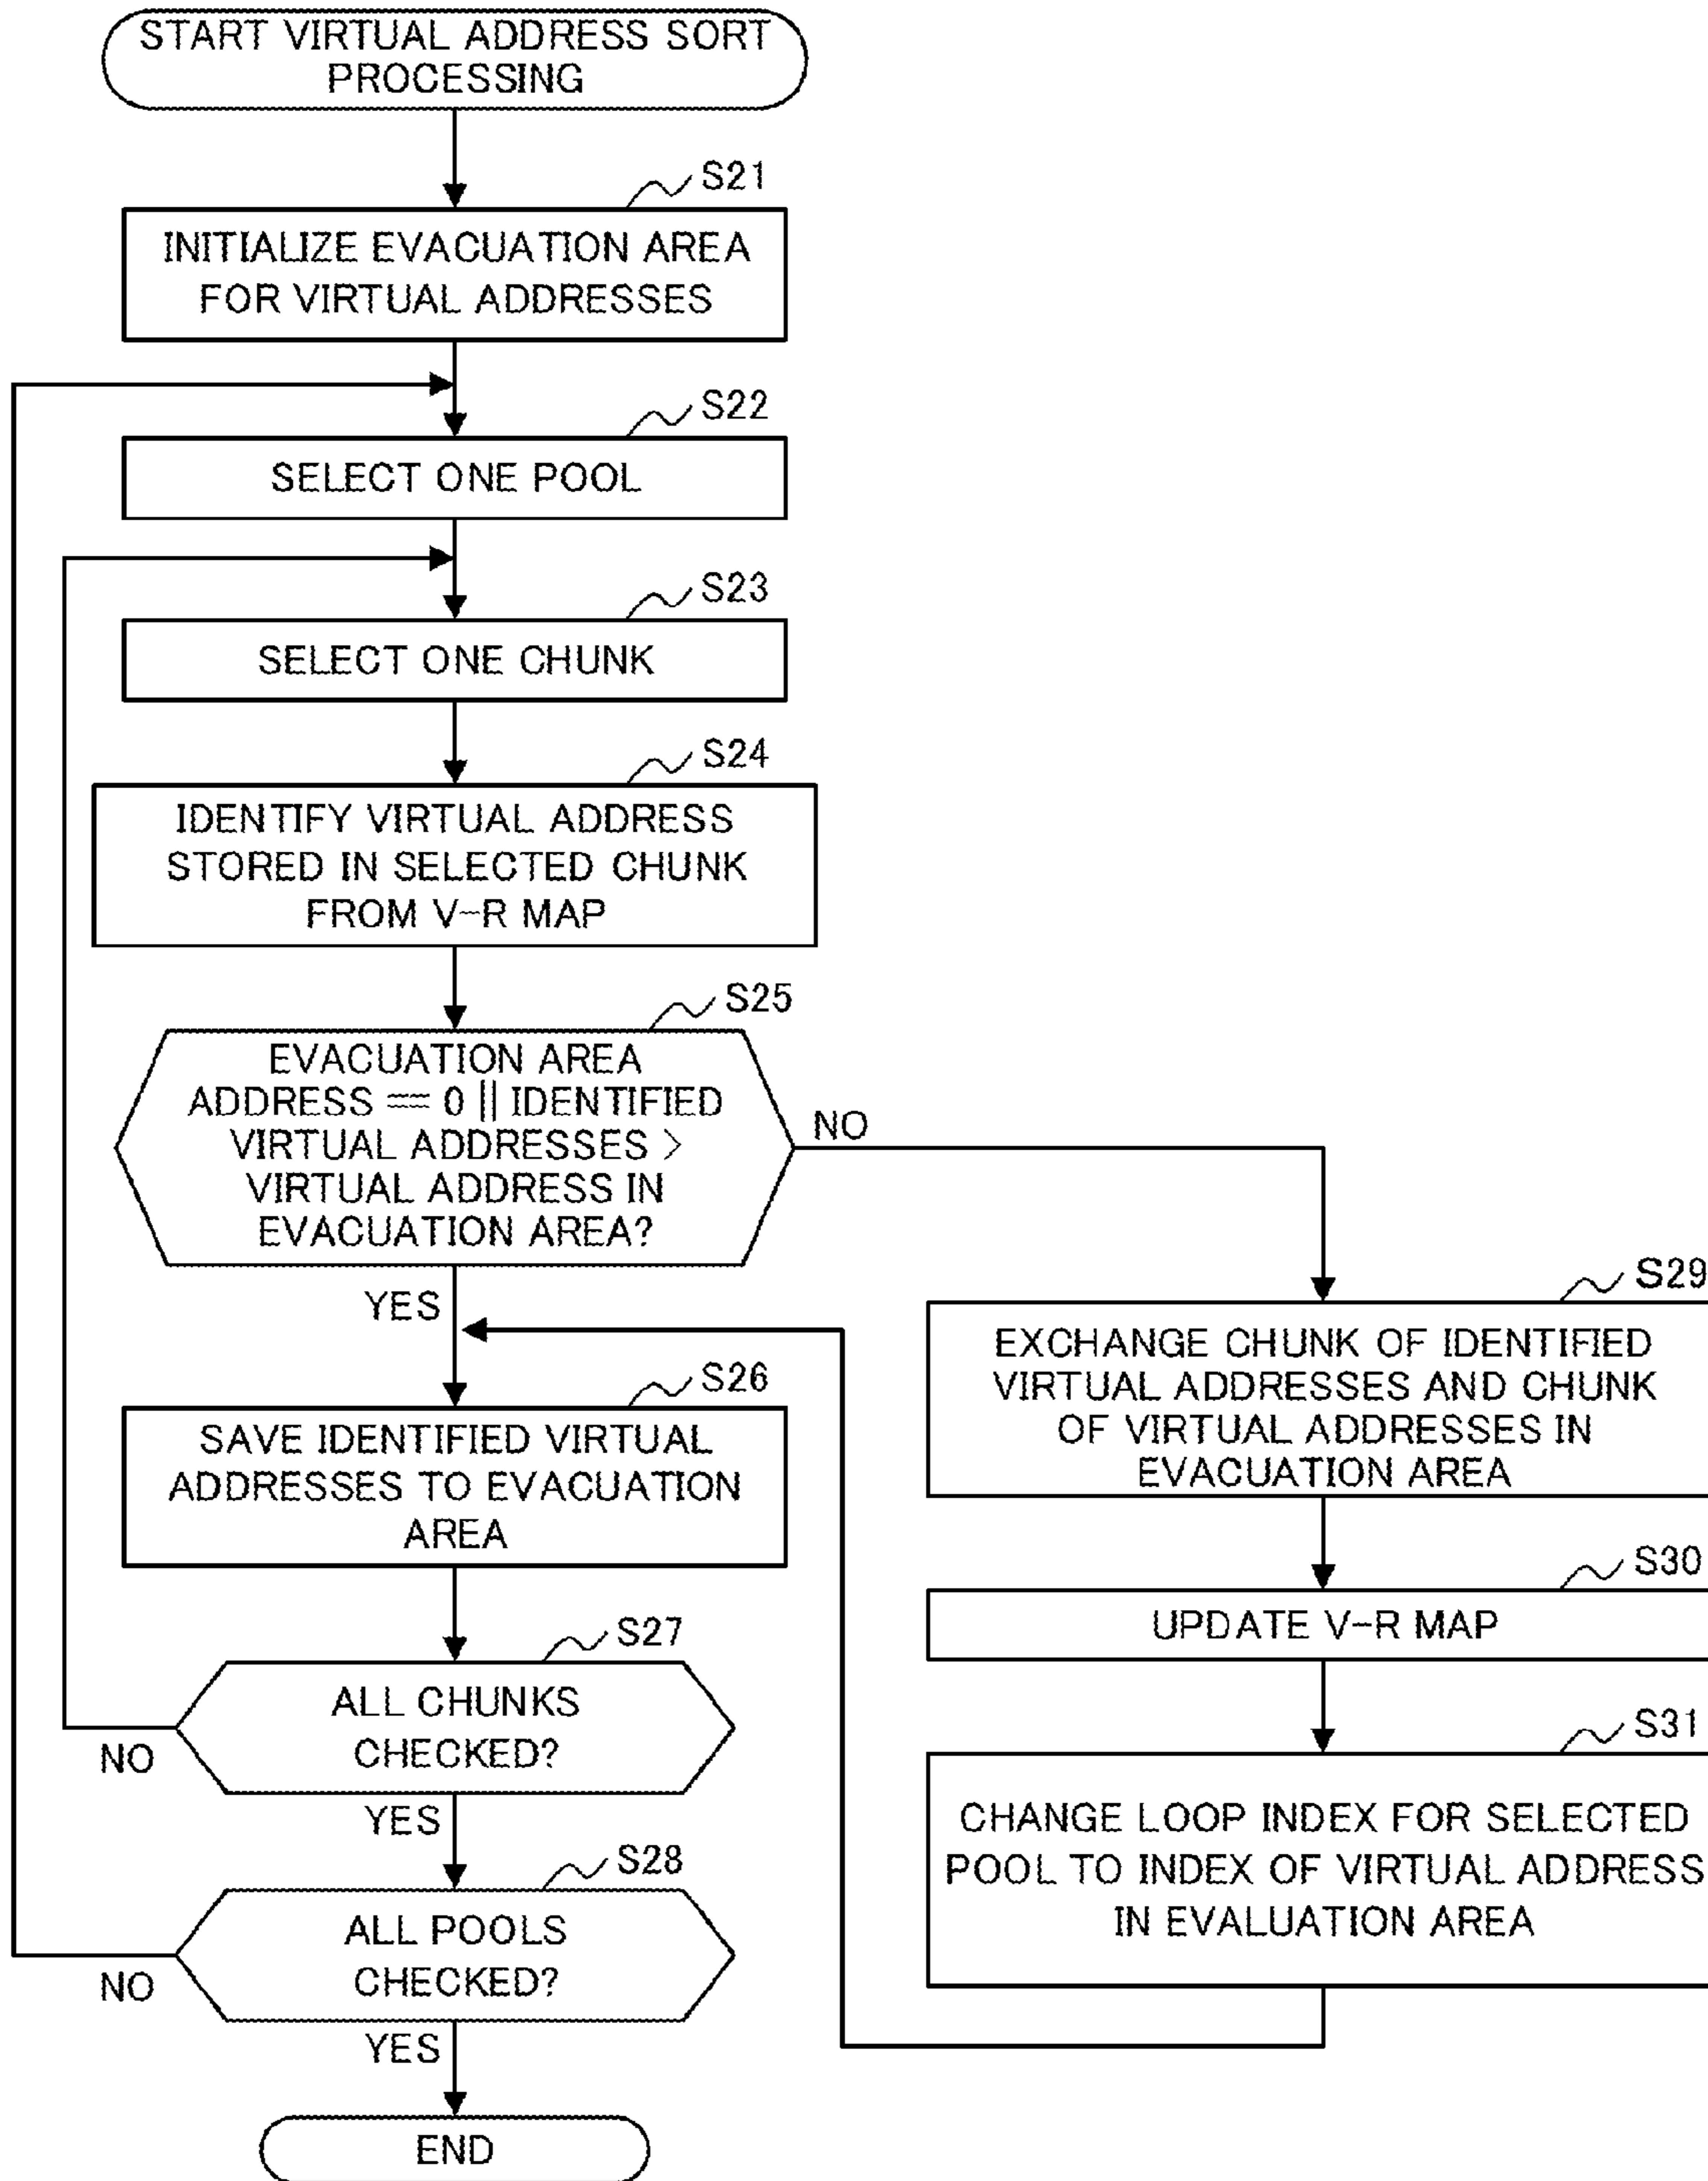 START VIRTUAL ADDRESS SORT
PROCESSING
S21
INITIALIZE EVACUATION AREA
FOR VIRTUAL ADDRESSES
S22
SELECT ONE POOL
S23
SELECT ONE CHUNK
S24
IDENTIFY VIRTUAL ADDRESS
STORED IN SELECTED CHUNK
FROM V-R MAP
S25
EVACUATION AREA
ADDRESS == 0 || IDENTIFIED
VIRTUAL ADDRESSES >
VIRTUAL ADDRESS IN
EVACUATION AREA?
NO
YES
S26
SAVE IDENTIFIED VIRTUAL
ADDRESSES TO EVACUATION
AREA
S27
ALL CHUNKS
CHECKED?
NO
YES
S28
ALL POOLS
CHECKED?
NO
YES
END
S29
EXCHANGE CHUNK OF IDENTIFIED
VIRTUAL ADDRESSES AND CHUNK
OF VIRTUAL ADDRESSES IN
EVACUATION AREA
S30
UPDATE V-R MAP
S31
CHANGE LOOP INDEX FOR SELECTED
POOL TO INDEX OF VIRTUAL ADDRESS
IN EVALUATION AREA